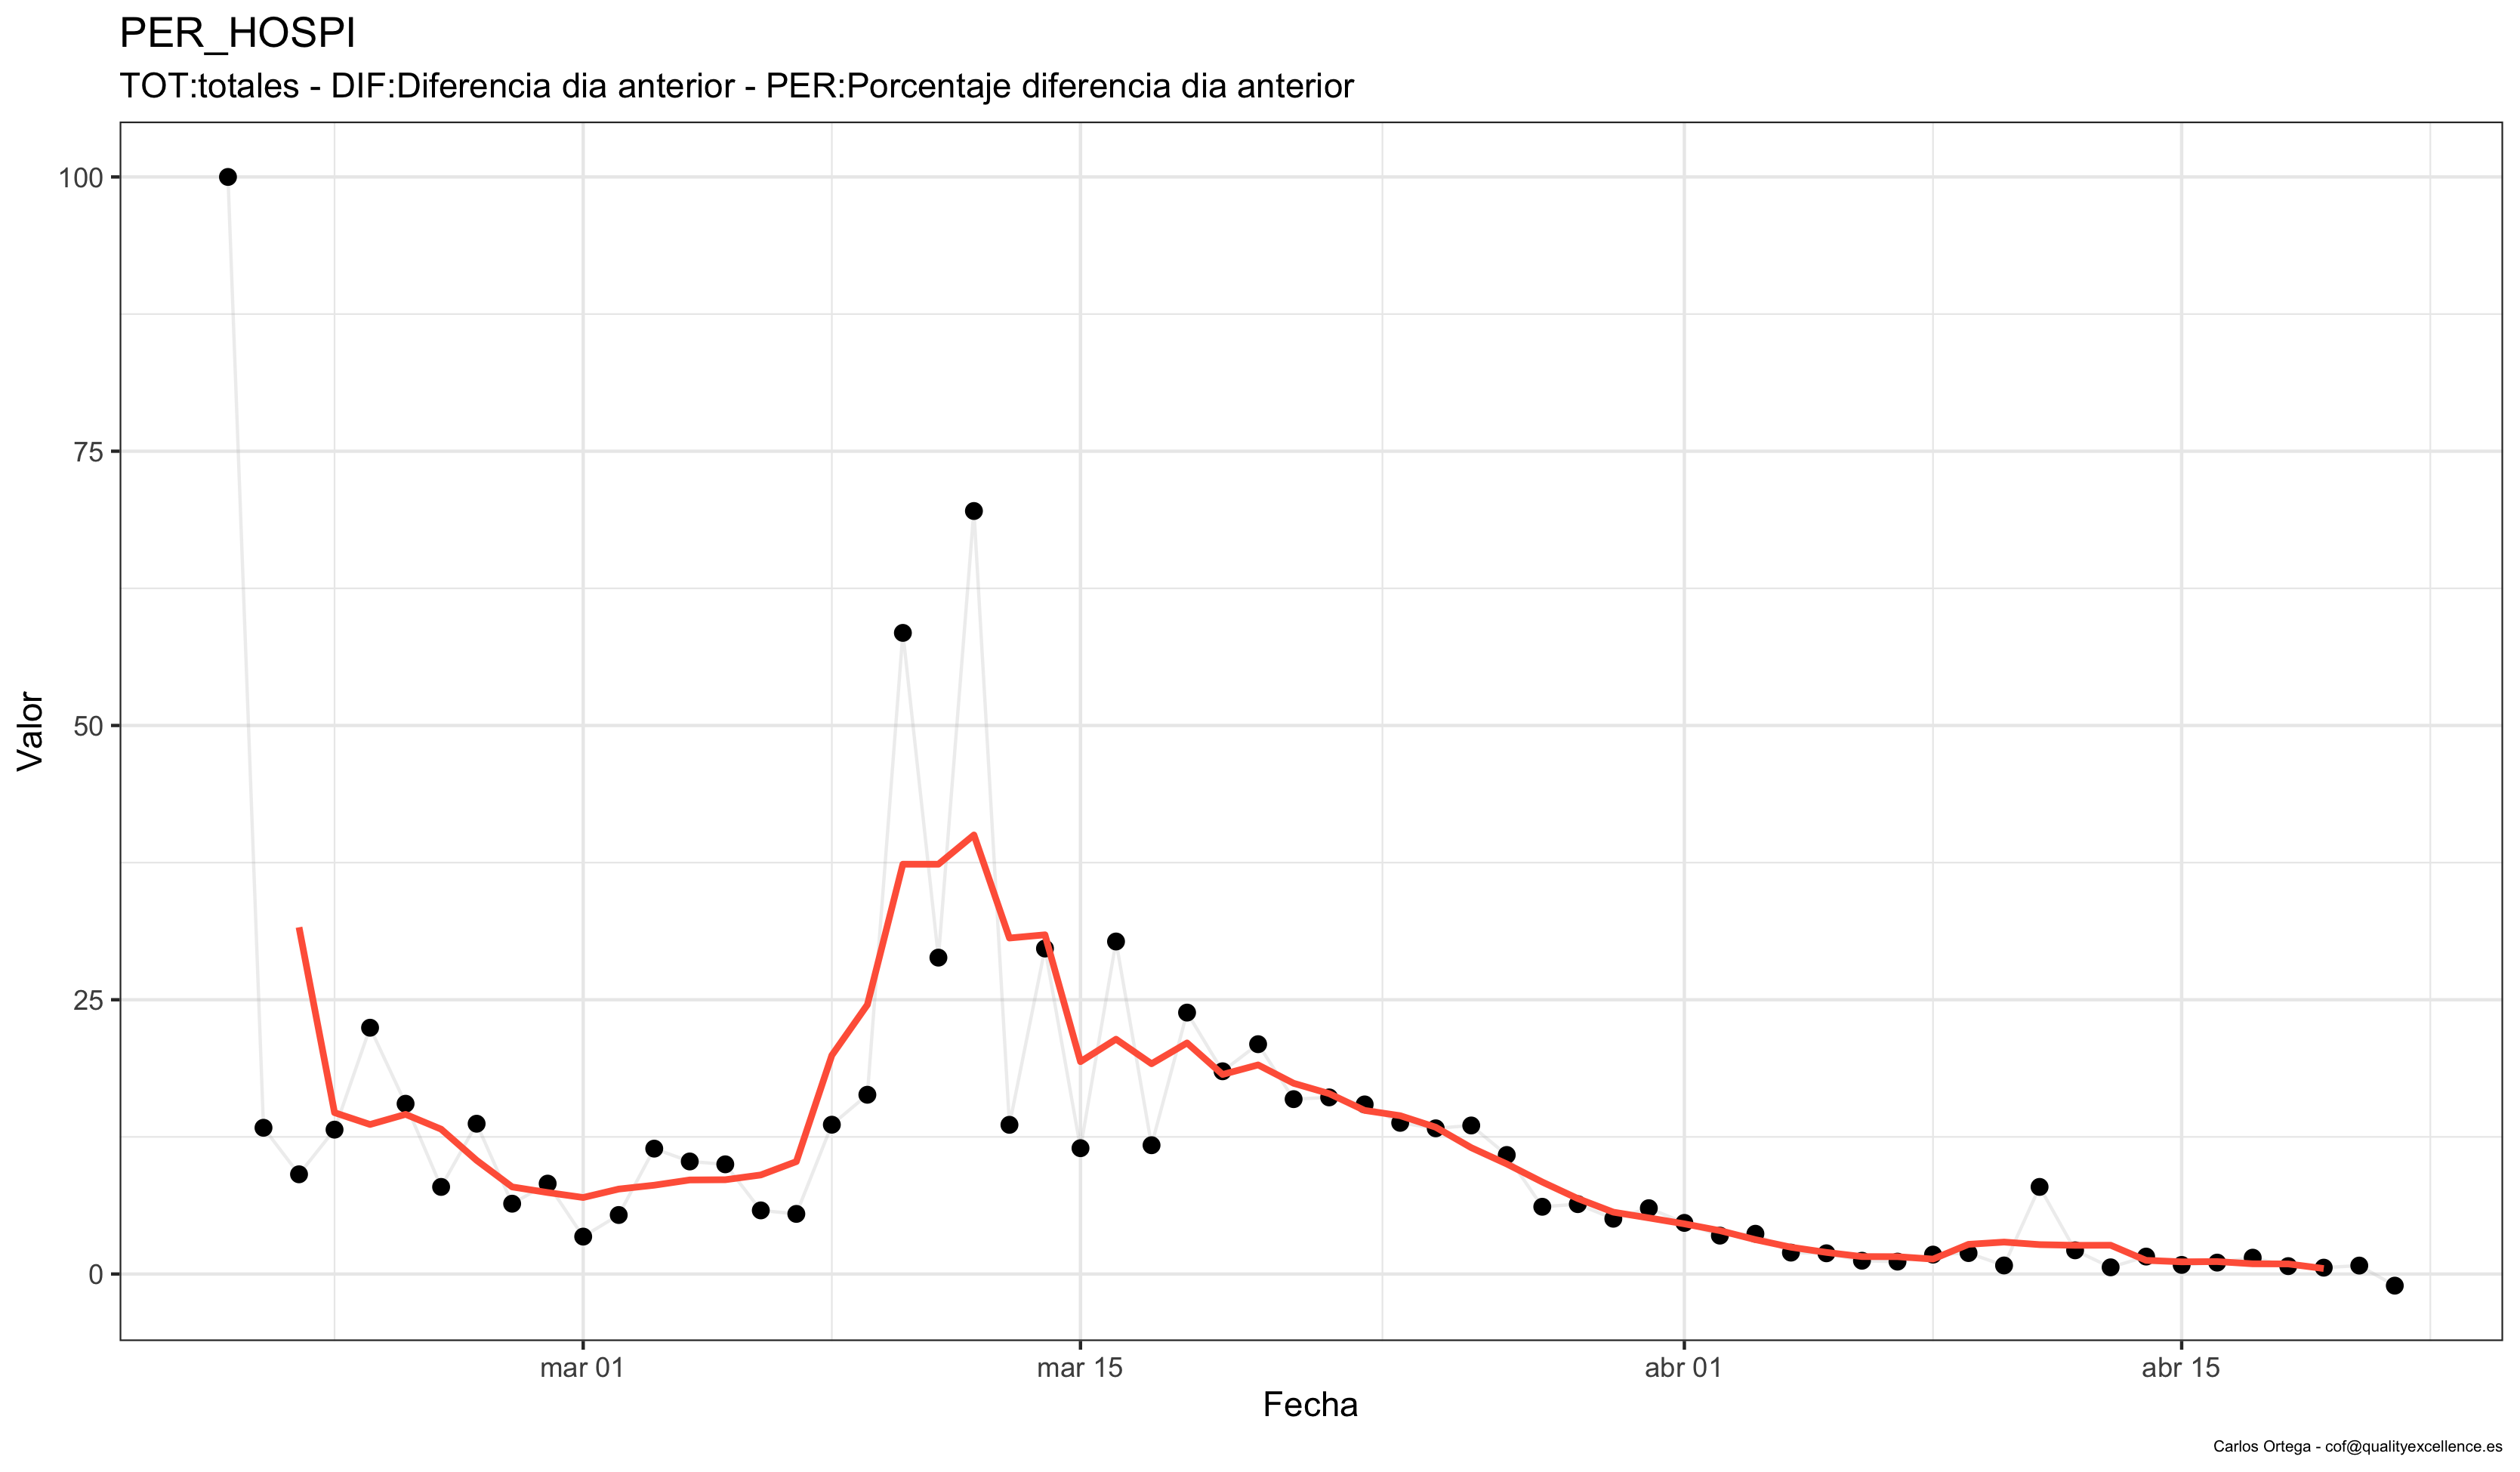 PER_HOSPI
TOT:totales - DIF:Diferencia dia anterior - PER:Porcentaje diferencia dia anterior
100
75
50
25
0
Valor
mar 01
mar 15
abr 01
abr 15
Fecha
Carlos Ortega - cof@qualityexcellence.es